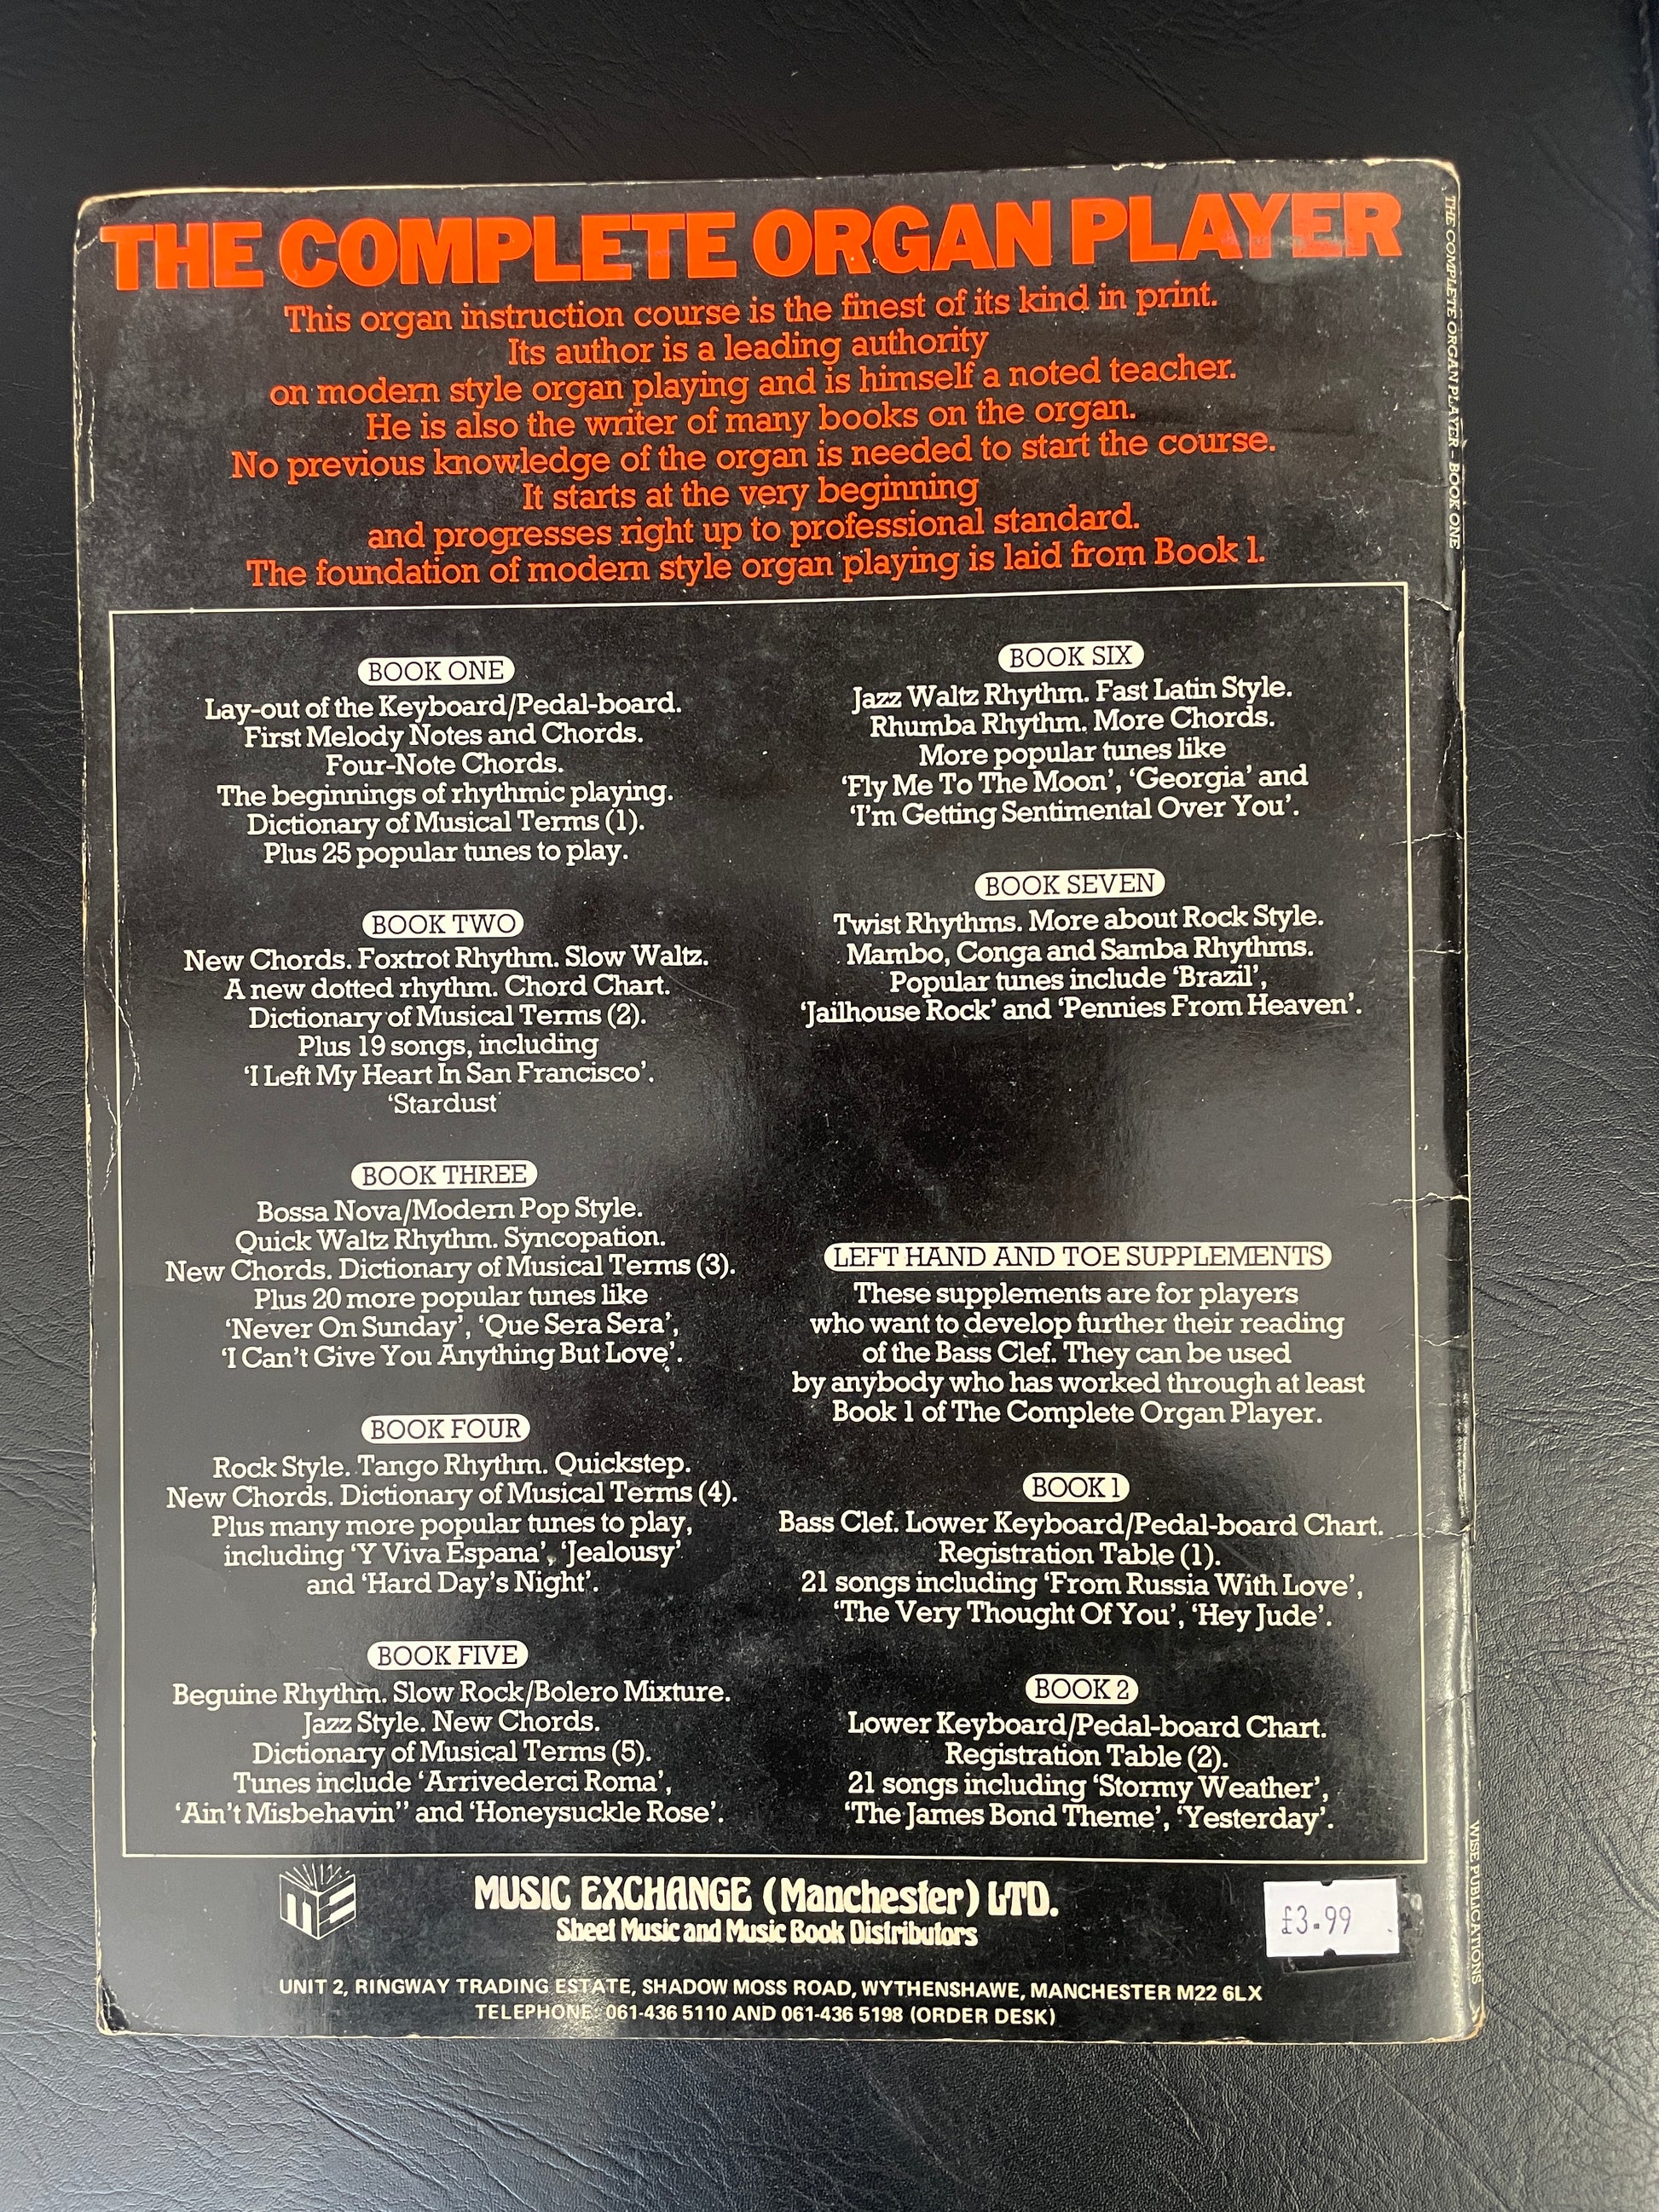 THE COMPLETE ORGAN PLAYER
This organ instruction course is the finest of its kind in print.
Its author is a leading authority
on modern style organ playing and is himself a noted teacher.
He is also the writer of many books on the organ.
No previous knowledge of the organ is needed to start the course.
It starts at the very beginning
and progresses right up to professional standard.
The foundation of modern style organ playing is laid from Book 1.
BOOK ONE
Lay-out of the Keyboard/Pedal-board.
First Melody Notes and Chords.
Four-Note Chords.
The beginnings of rhythmic playing.
Dictionary of Musical Terms (1).
Plus 25 popular tunes to play.
BOOK TWO
New Chords. Foxtrot Rhythm. Slow Waltz.
A new dotted rhythm. Chord Chart.
Dictionary of Musical Terms (2).
Plus 19 songs, including
‘I Left My Heart In San Francisco’.
‘Stardust
BOOK THREE
Bossa Nova/Modern Pop Style.
Quick Waltz Rhythm. Syncopation.
New Chords. Dictionary of Musical Terms (3).
Plus 20 more popular tunes like
‘Never On Sunday’, ‘Que Sera Sera’,
‘I Can’t Give You Anything But Love’.
BOOK FOUR
Rock Style. Tango Rhythm. Quickstep.
New Chords. Dictionary of Musical Terms (4).
Plus many more popular tunes to play,
including ‘Y Viva Espana’, ‘Jealousy’
and ‘Hard Day’s Night’.
BOOK FIVE
Beguine Rhythm. Slow Rock/Bolero Mixture.
Jazz Style. New Chords.
Dictionary of Musical Terms (5).
Tunes include ‘Arrivederci Roma’,
‘Ain’t Misbehavin’’ and ‘Honeysuckle Rose’.
BOOK SIX
Jazz Waltz Rhythm. Fast Latin Style.
Rhumba Rhythm. More Chords.
More popular tunes like
‘Fly Me To The Moon’, ‘Georgia’ and
‘I’m Getting Sentimental Over You’.
BOOK SEVEN
Twist Rhythms. More about Rock Style.
Mambo, Conga and Samba Rhythms.
Popular tunes include ‘Brazil’,
‘Jailhouse Rock’ and ‘Pennies From Heaven’.
LEFT HAND AND TOE SUPPLEMENTS
These supplements are for players
who want to develop further their reading
of the Bass Clef. They can be used
by anybody who has worked through at least
Book 1 of The Complete Organ Player.
BOOK 1
Bass Clef. Lower Keyboard/Pedal-board Chart.
Registration Table (1).
21 songs including ‘From Russia With Love’,
‘The Very Thought Of You’, ‘Hey Jude’.
BOOK 2
Lower Keyboard/Pedal-board Chart.
Registration Table (2).
21 songs including ‘Stormy Weather’,
‘The James Bond Theme’, ‘Yesterday’.
ME
MUSIC EXCHANGE (Manchester) LTD.
Sheet Music and Music Book Distributors
£3.99
UNIT 2, RINGWAY TRADING ESTATE, SHADOW MOSS ROAD, WYTHENSHAWE, MANCHESTER M22 6LX
TELEPHONE: 061-436 5110 AND 061-436 5198 (ORDER DESK)
THE COMPLETE ORGAN PLAYER – BOOK ONE
WISE PUBLICATIONS